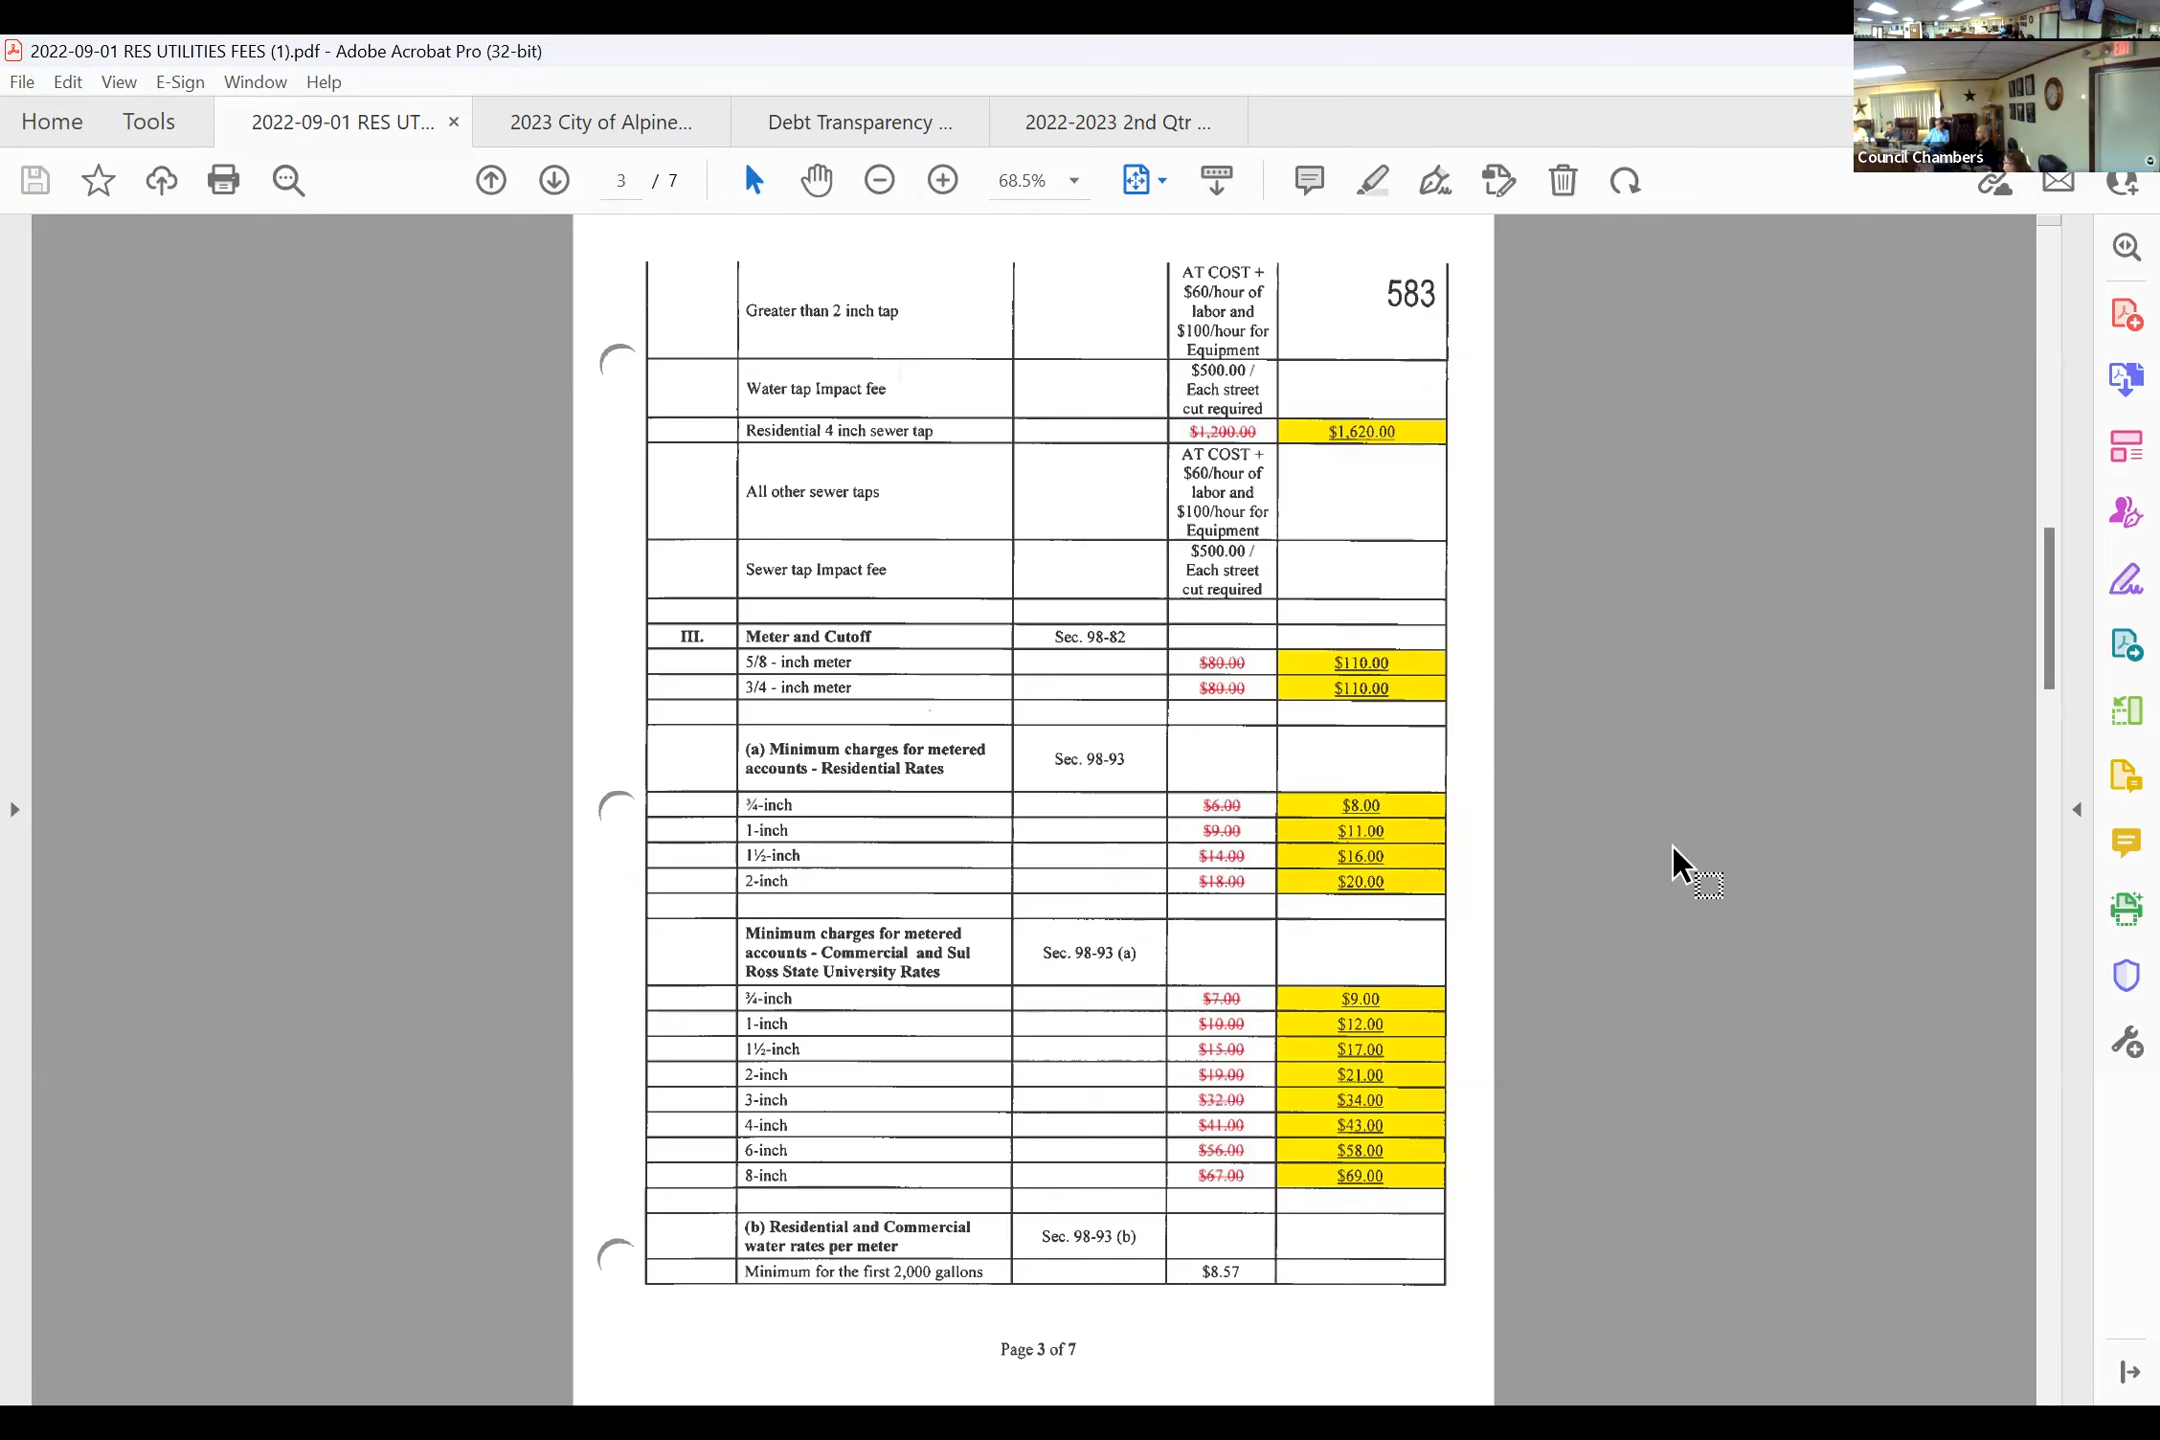 2022-09-01 RES UTILITIES FEES (1).pdf - Adobe Acrobat Pro (32-bit)
File Edit View E-Sign Window Help
Home Tools 2022-09-01 RES UT... × 2023 City of Alpine... Debt Transparency ... 2022-2023 2nd Qtr ...
3 / 7 68.5%
Council Chambers
583
Greater than 2 inch tap
AT COST +
$60/hour of
labor and
$100/hour for
Equipment
Water tap Impact fee
$500.00 /
Each street
cut required
Residential 4 inch sewer tap $1,200.00 $1,620.00
All other sewer taps
AT COST +
$60/hour of
labor and
$100/hour for
Equipment
Sewer tap Impact fee
$500.00 /
Each street
cut required
III. Meter and Cutoff Sec. 98-82
5/8 - inch meter $80.00 $110.00
3/4 - inch meter $80.00 $110.00
(a) Minimum charges for metered
accounts - Residential Rates
Sec. 98-93
¾-inch $6.00 $8.00
1-inch $9.00 $11.00
1½-inch $14.00 $16.00
2-inch $18.00 $20.00
Minimum charges for metered
accounts - Commercial and Sul
Ross State University Rates
Sec. 98-93 (a)
¾-inch $7.00 $9.00
1-inch $10.00 $12.00
1½-inch $15.00 $17.00
2-inch $19.00 $21.00
3-inch $32.00 $34.00
4-inch $41.00 $43.00
6-inch $56.00 $58.00
8-inch $67.00 $69.00
(b) Residential and Commercial
water rates per meter
Sec. 98-93 (b)
Minimum for the first 2,000 gallons $8.57
Page 3 of 7